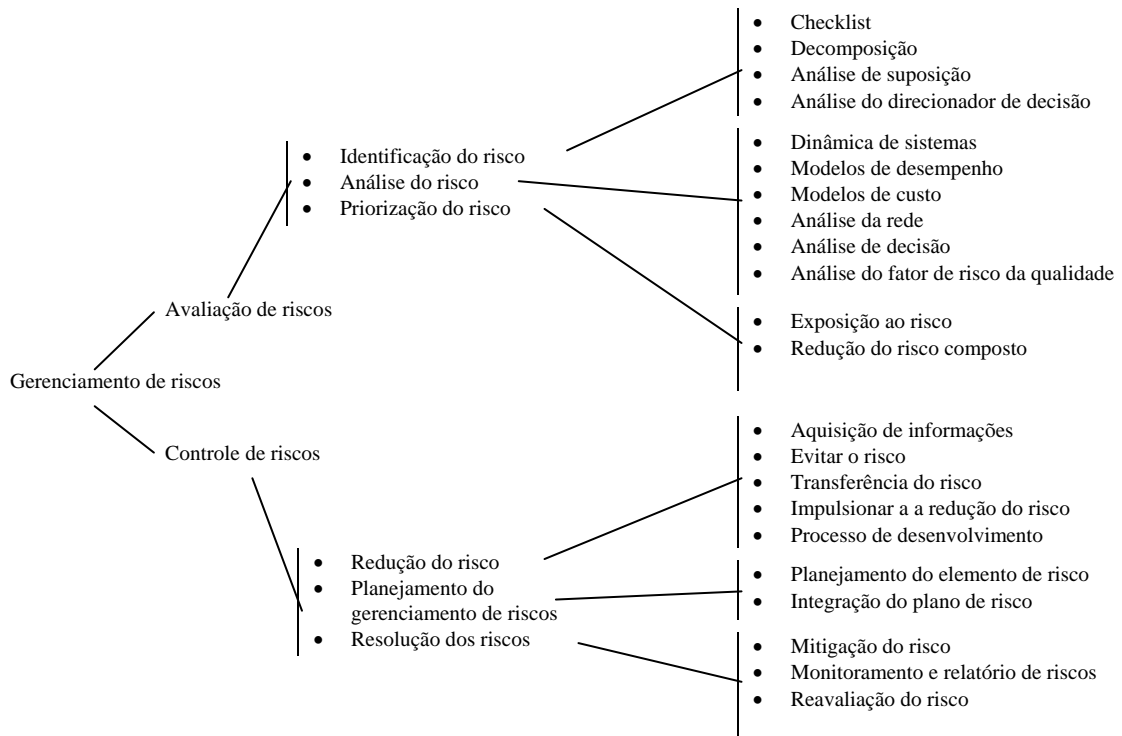 Gerenciamento de riscos
Avaliação de riscos
• Identificação do risco
• Análise do risco
• Priorização do risco
• Checklist
• Decomposição
• Análise de suposição
• Análise do direcionador de decisão
• Dinâmica de sistemas
• Modelos de desempenho
• Modelos de custo
• Análise da rede
• Análise de decisão
• Análise do fator de risco da qualidade
• Exposição ao risco
• Redução do risco composto
Controle de riscos
• Redução do risco
• Planejamento do
gerenciamento de riscos
• Resolução dos riscos
• Aquisição de informações
• Evitar o risco
• Transferência do risco
• Impulsionar a a redução do risco
• Processo de desenvolvimento
• Planejamento do elemento de risco
• Integração do plano de risco
• Mitigação do risco
• Monitoramento e relatório de riscos
• Reavaliação do risco